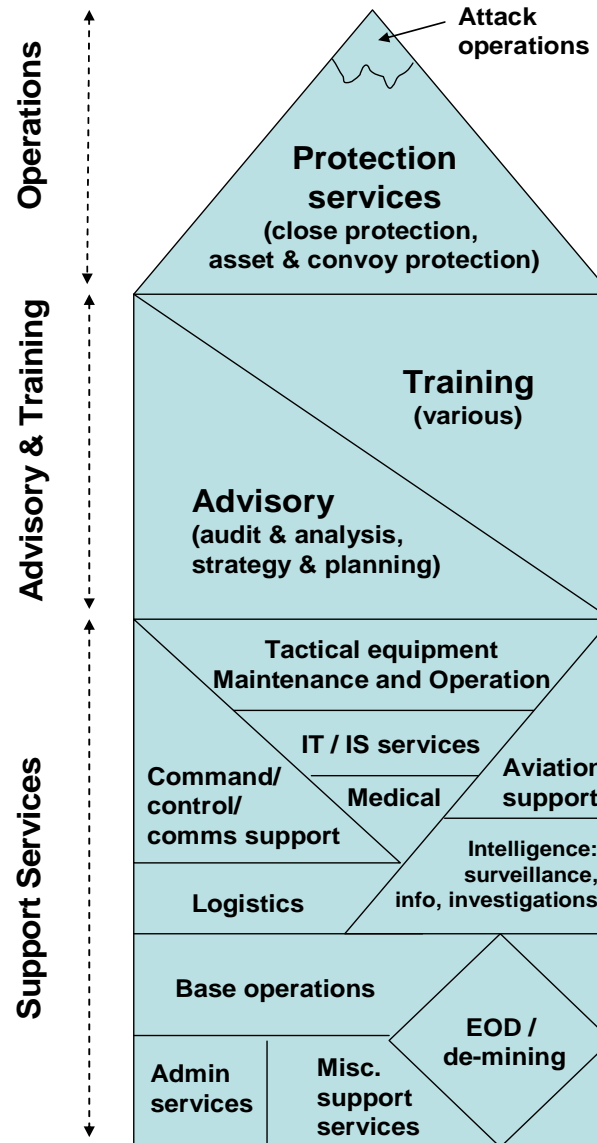 Attack
operations
Operations
Protection
services
(close protection,
asset & convoy protection)
Advisory & Training
Training
(various)
Advisory
(audit & analysis,
strategy & planning)
Support Services
Tactical equipment
Maintenance and Operation
IT / IS services
Medical
Command/
control/
comms support
Aviation
support
Intelligence:
surveillance,
info, investigations
Logistics
Base operations
EOD /
de-mining
Admin
services
Misc.
support
services